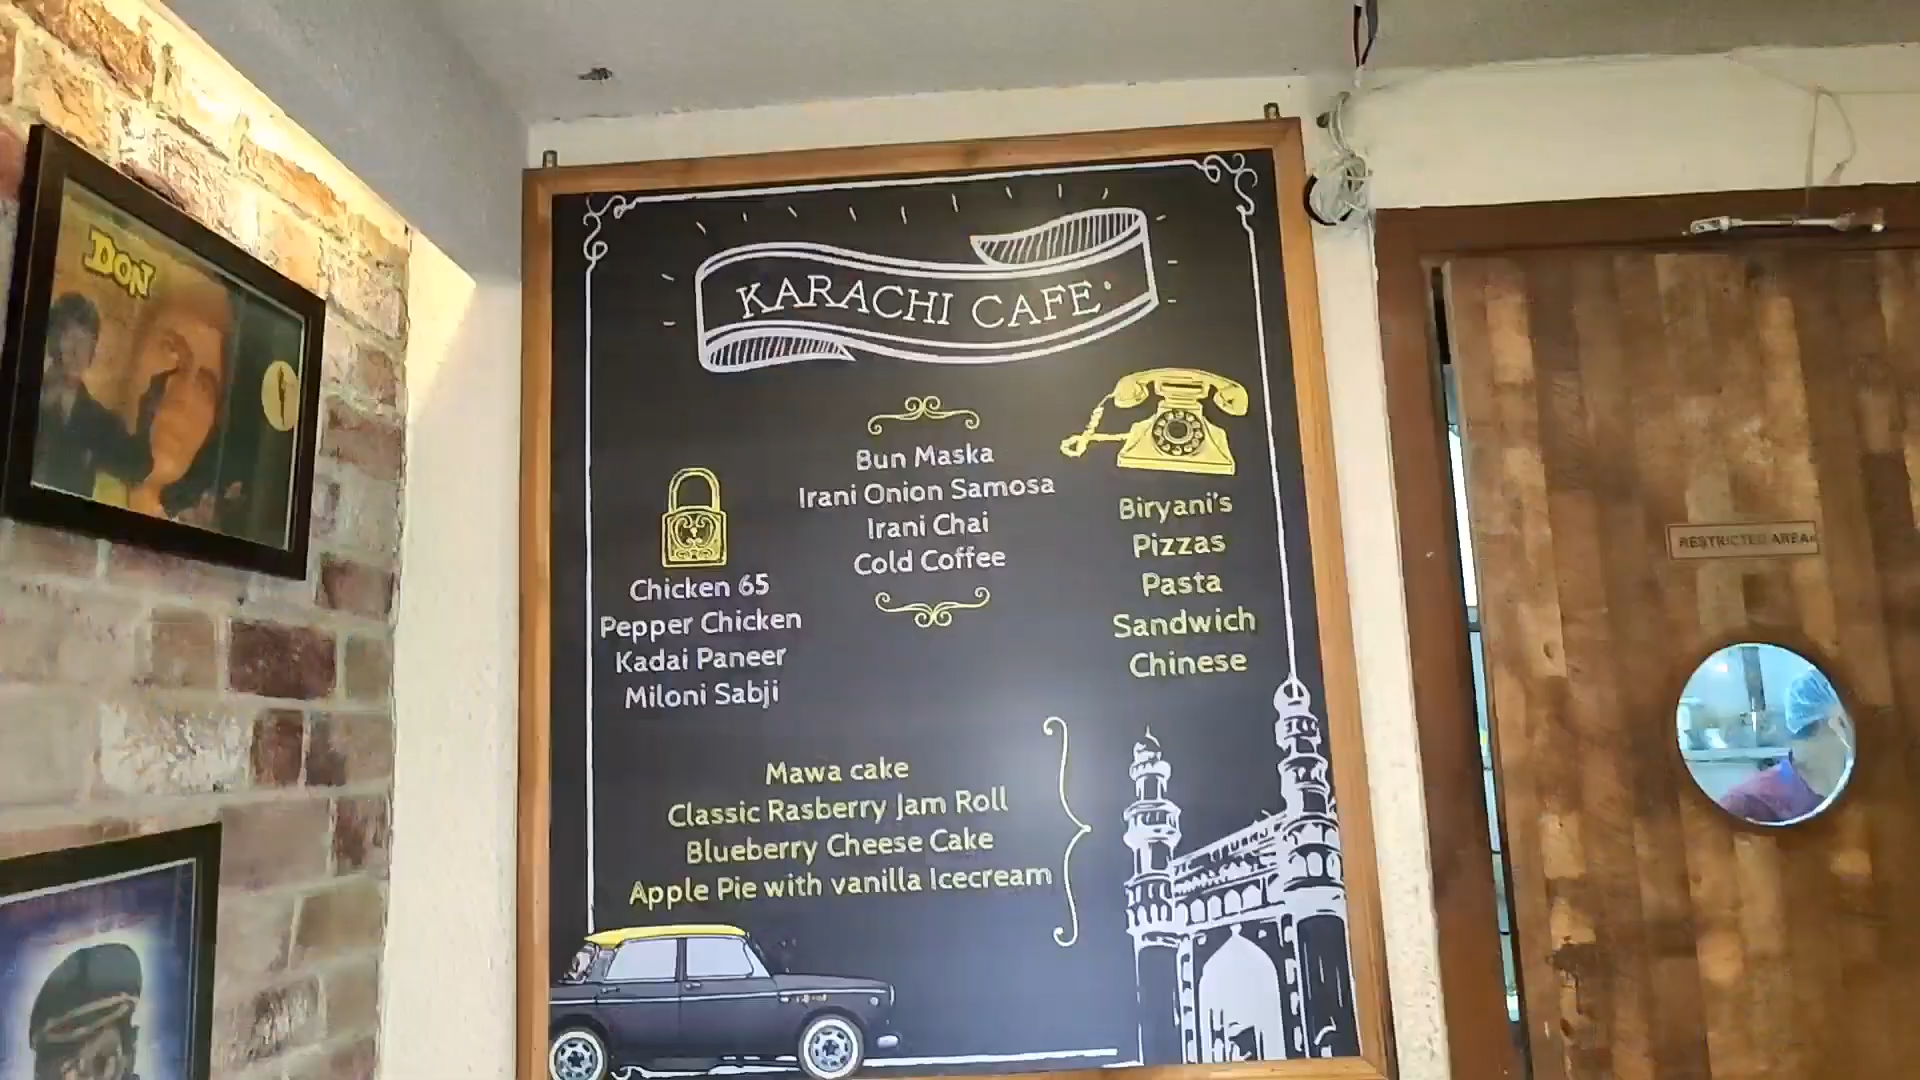 DON
KARACHI CAFE
Bun Maska
Irani Onion Samosa
Irani Chai
Cold Coffee
Chicken 65
Pepper Chicken
Kadai Paneer
Miloni Sabji
Biryani's
Pizzas
Pasta
Sandwich
Chinese
Mawa cake
Classic Rasberry Jam Roll
Blueberry Cheese Cake
Apple Pie with vanilla Icecream
RESTRICTED AREA